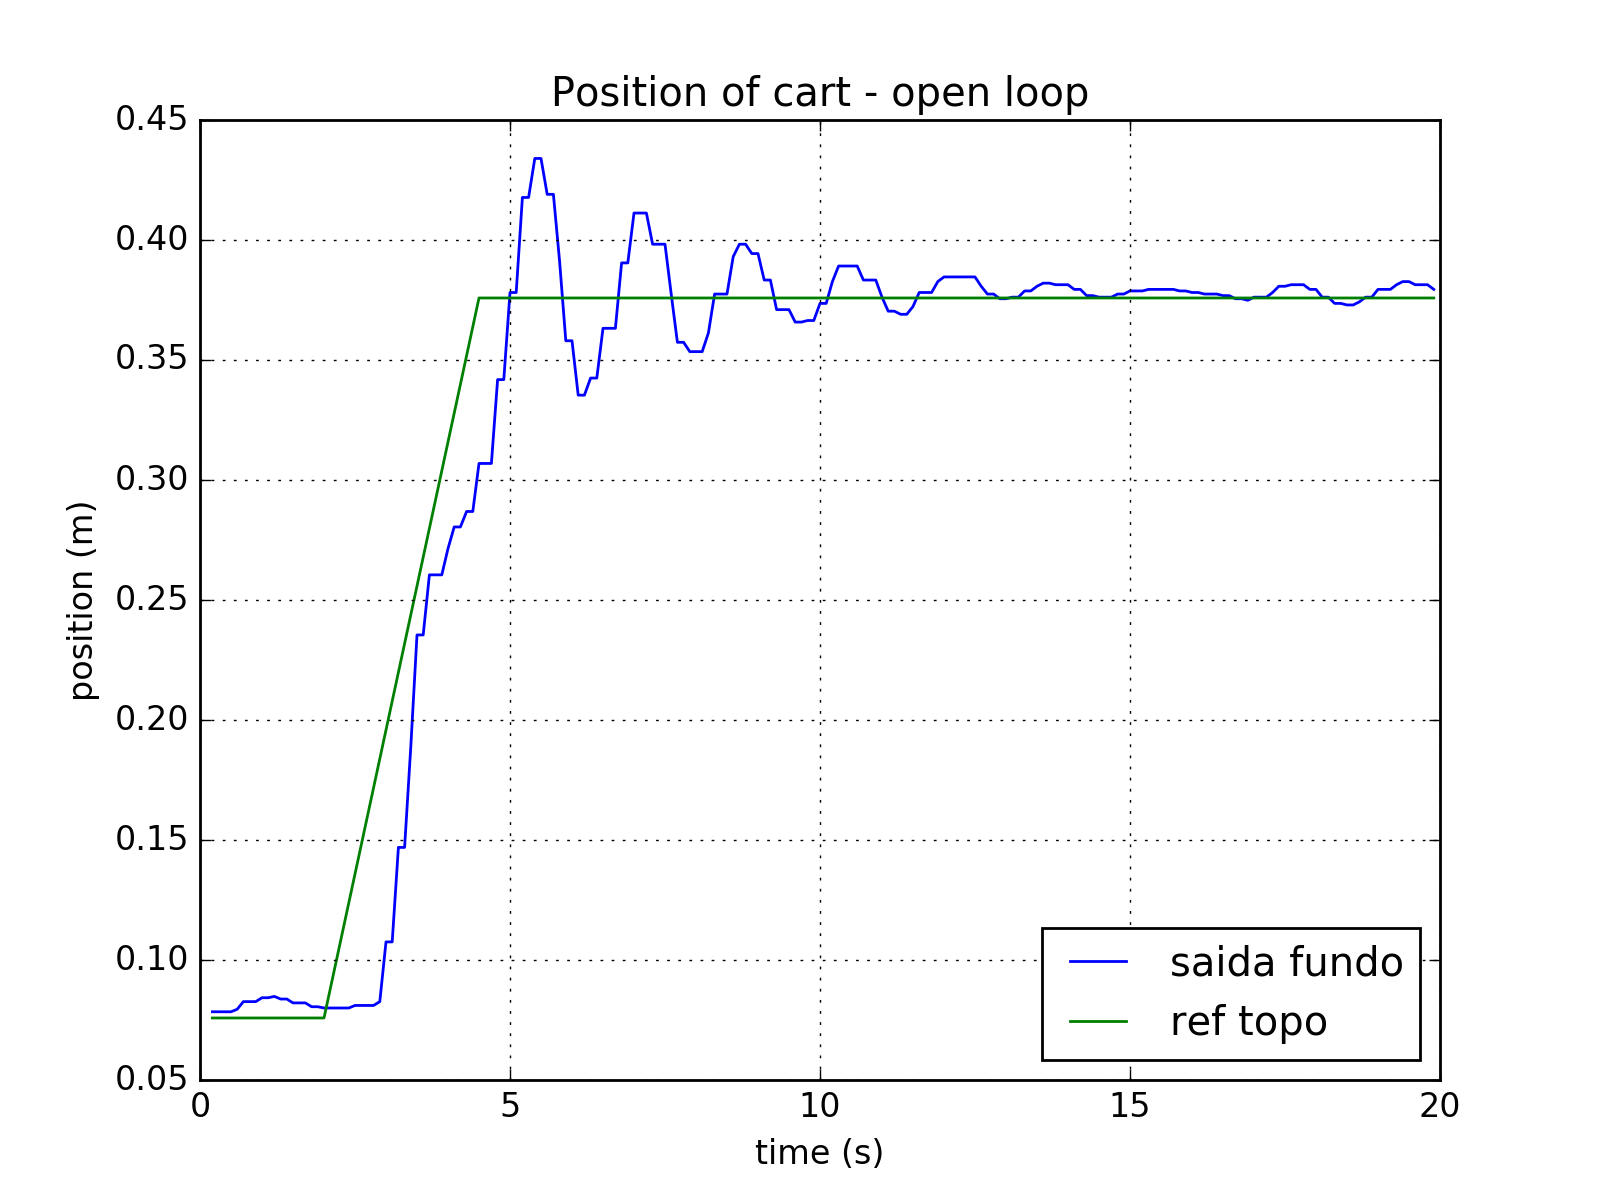 Position of cart - open loop
0.45
0.40
0.35
0.30
0.25
0.20
0.15
0.10
0.05
position (m)
saida fundo
ref topo
0 5 10 15 20
time (s)